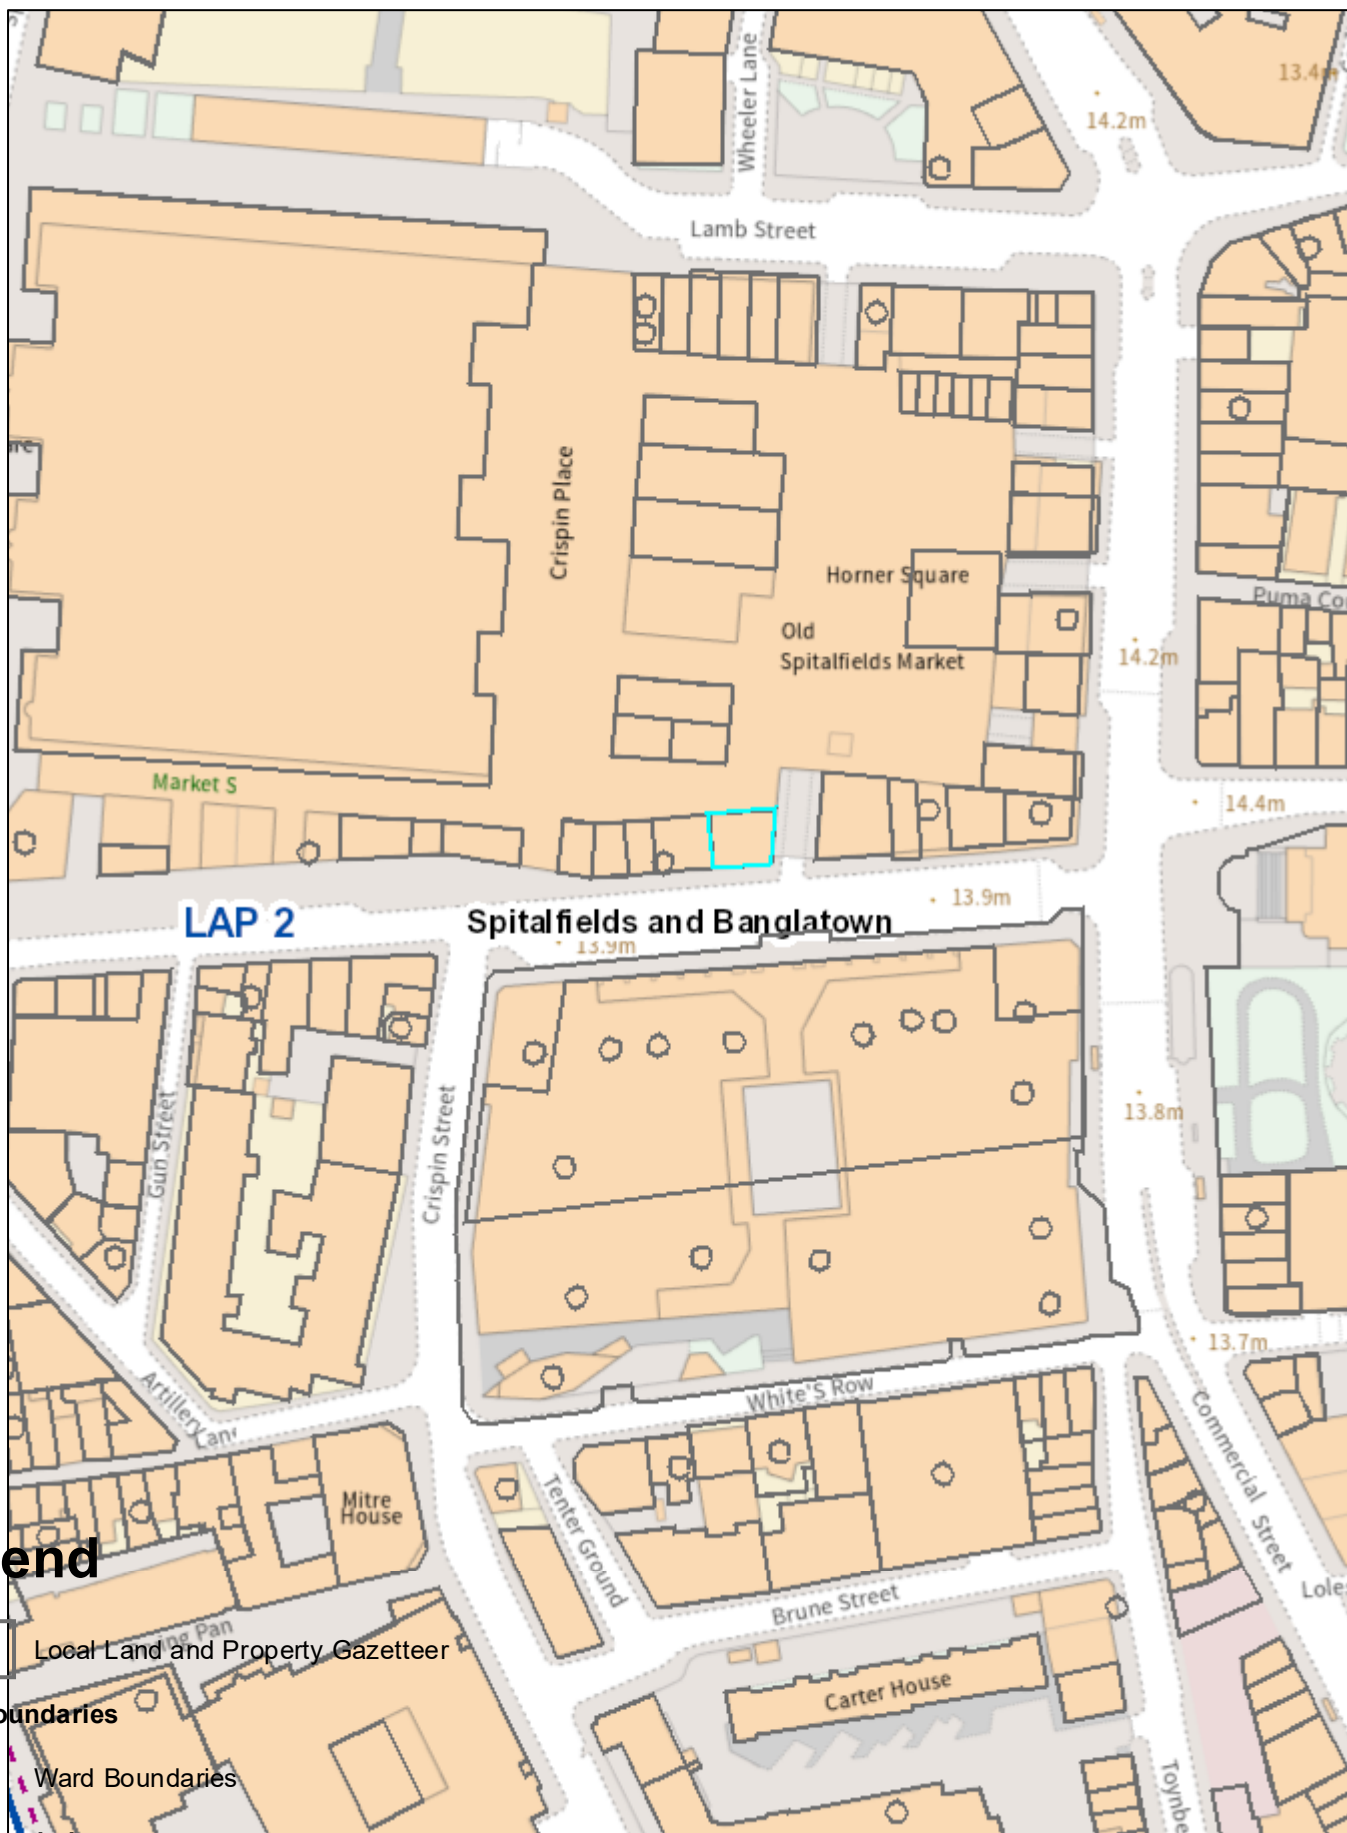 Wheeler Lane
13.4m
14.2m
Lamb Street
Crispin Place
Horner Square
Old
Spitalfields Market
Puma Co
14.2m
Market S
14.4m
13.9m
LAP 2
Spitalfields and Banglatown
13.9m
Gun Street
Crispin Street
13.8m
13.7m
Artillery Lan
White'S Row
Commercial Street
Mitre
House
Tenter Ground
end
Brune Street
Lole
Local Land and Property Gazetteer
Pan
Carter House
oundaries
Ward Boundaries
Toynbe